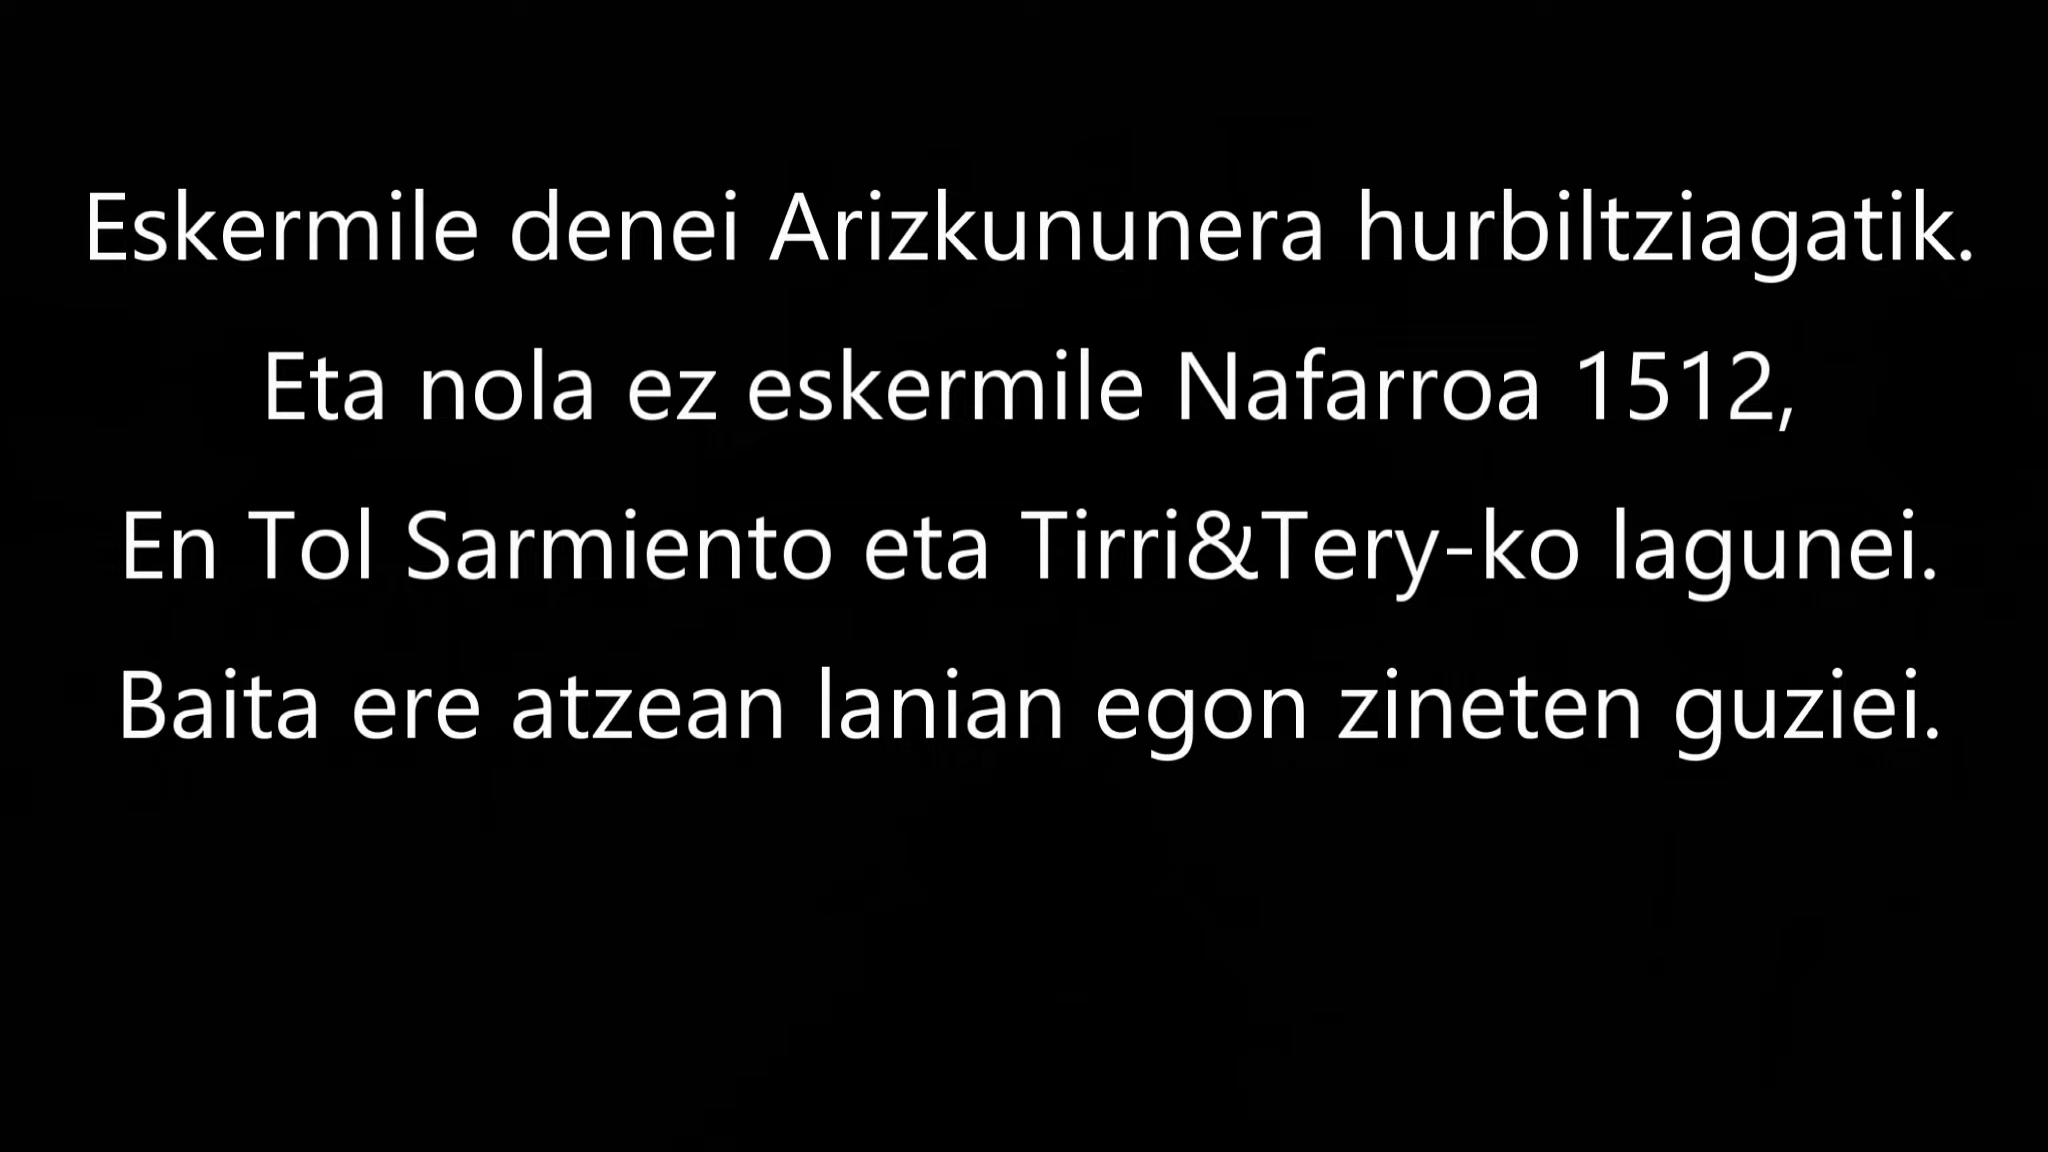 Eskermile denei Arizkununera hurbiltziagatik.
Eta nola ez eskermile Nafarroa 1512,
En Tol Sarmiento eta Tirri&Tery-ko lagunei.
Baita ere atzean lanian egon zineten guziei.